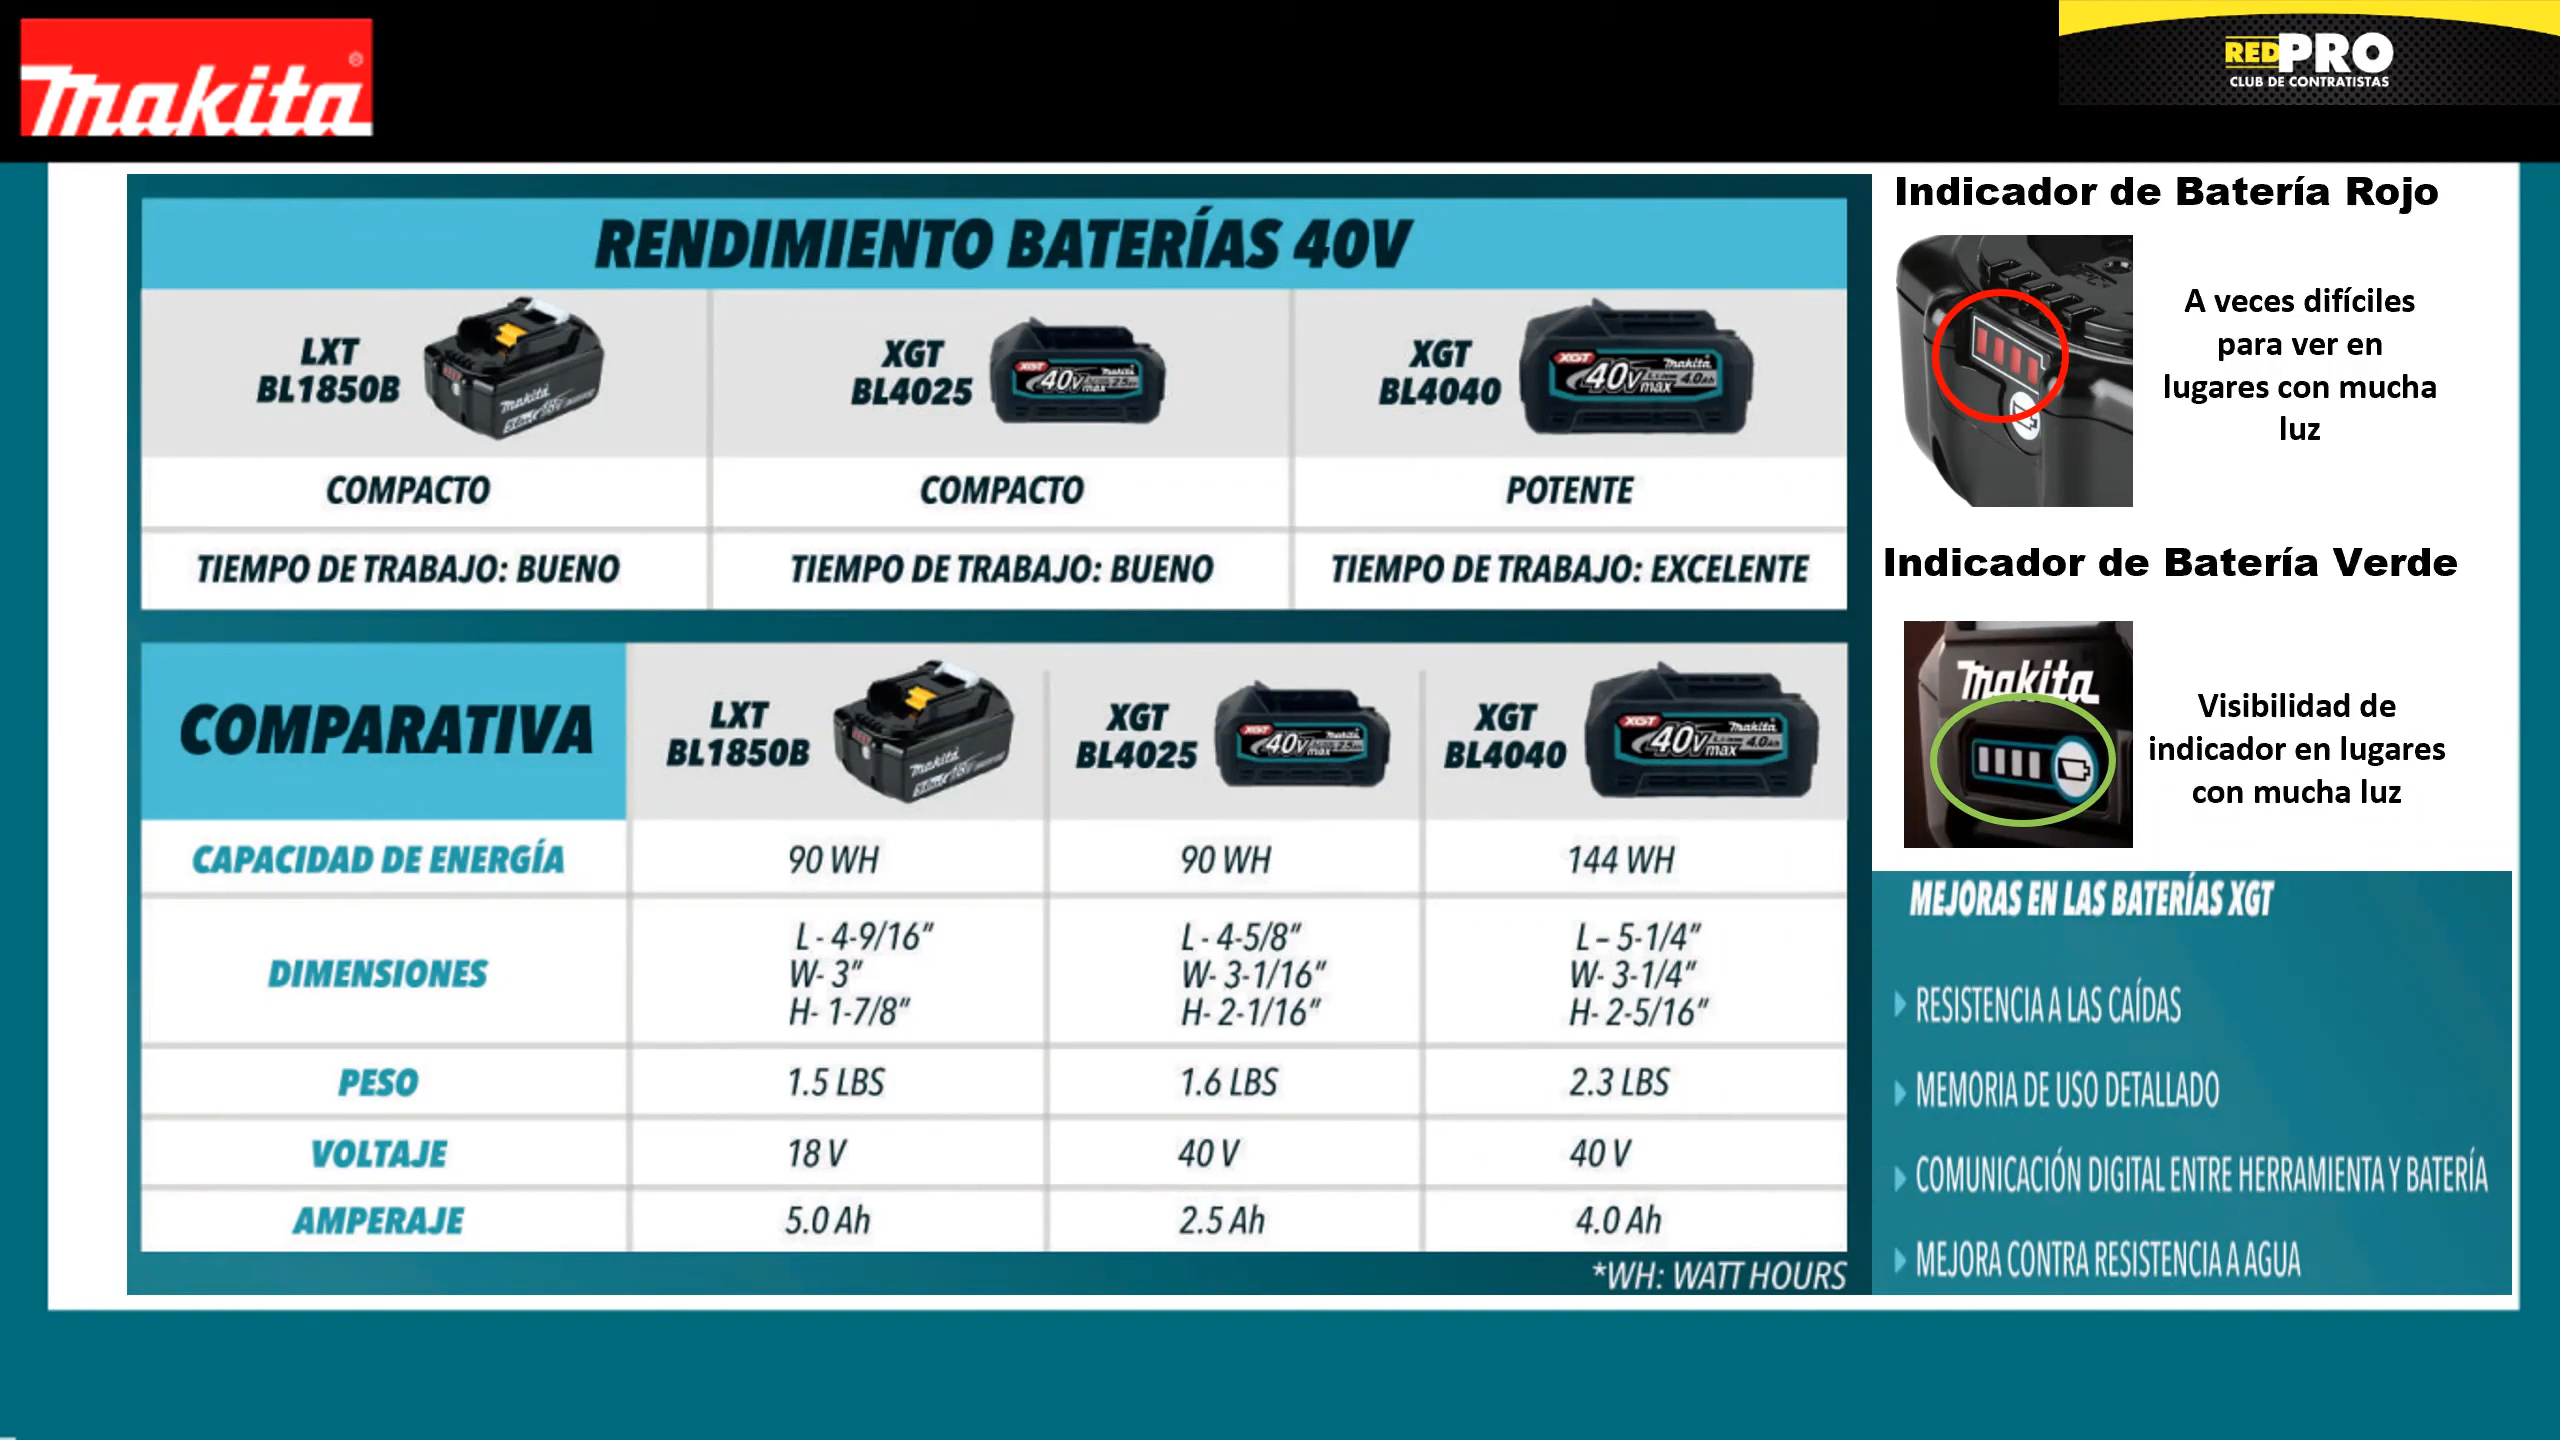 makita
REDPRO
CLUB DE CONTRATISTAS
RENDIMIENTO BATERÍAS 40V
LXT
BL1850B
XGT
BL4025
XGT
BL4040
COMPACTO
COMPACTO
POTENTE
TIEMPO DE TRABAJO: BUENO
TIEMPO DE TRABAJO: BUENO
TIEMPO DE TRABAJO: EXCELENTE
COMPARATIVA
LXT
BL1850B
XGT
BL4025
XGT
BL4040
CAPACIDAD DE ENERGÍA
90 WH
90 WH
144 WH
DIMENSIONES
L - 4-9/16”
W- 3”
H- 1-7/8”
L - 4-5/8”
W- 3-1/16”
H- 2-1/16”
L – 5-1/4”
W- 3-1/4”
H- 2-5/16”
PESO
1.5 LBS
1.6 LBS
2.3 LBS
VOLTAJE
18 V
40 V
40 V
AMPERAJE
5.0 Ah
2.5 Ah
4.0 Ah
*WH: WATT HOURS
Indicador de Batería Rojo
A veces difíciles
para ver en
lugares con mucha
luz
Indicador de Batería Verde
makita
Visibilidad de
indicador en lugares
con mucha luz
MEJORAS EN LAS BATERÍAS XGT
RESISTENCIA A LAS CAÍDAS
MEMORIA DE USO DETALLADO
COMUNICACIÓN DIGITAL ENTRE HERRAMIENTA Y BATERÍA
MEJORA CONTRA RESISTENCIA A AGUA